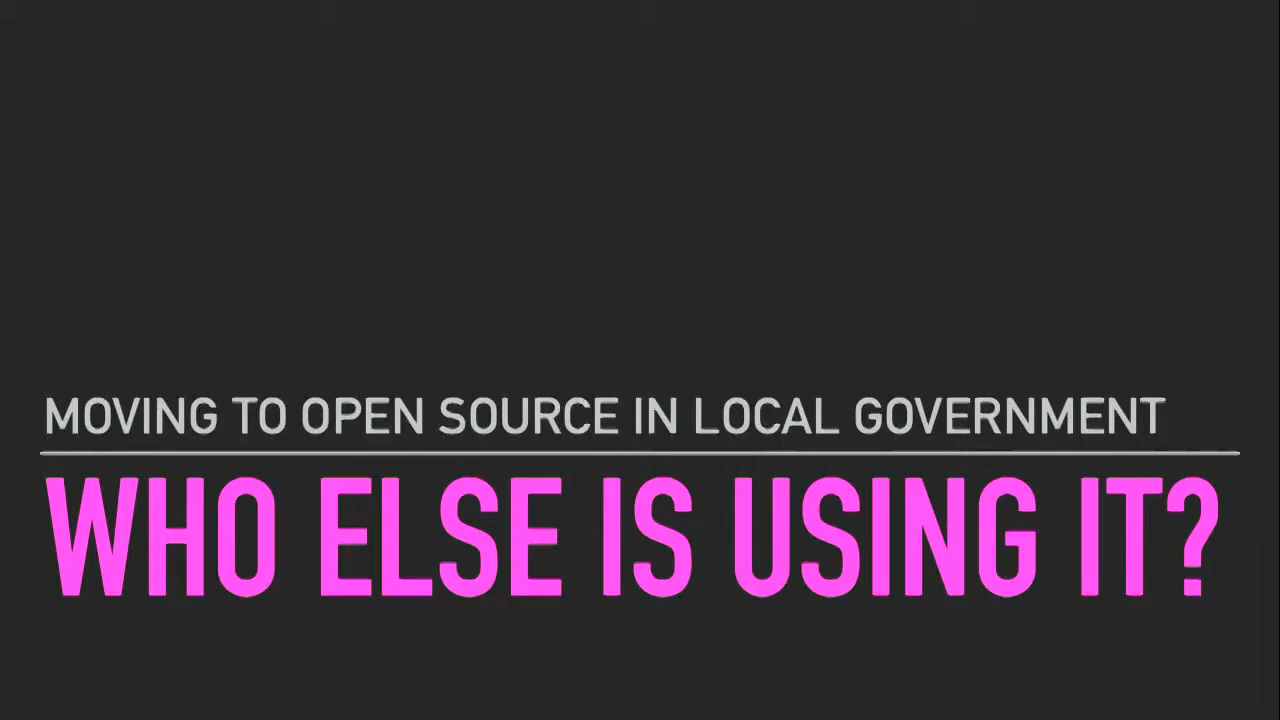 MOVING TO OPEN SOURCE IN LOCAL GOVERNMENT
WHO ELSE IS USING IT?